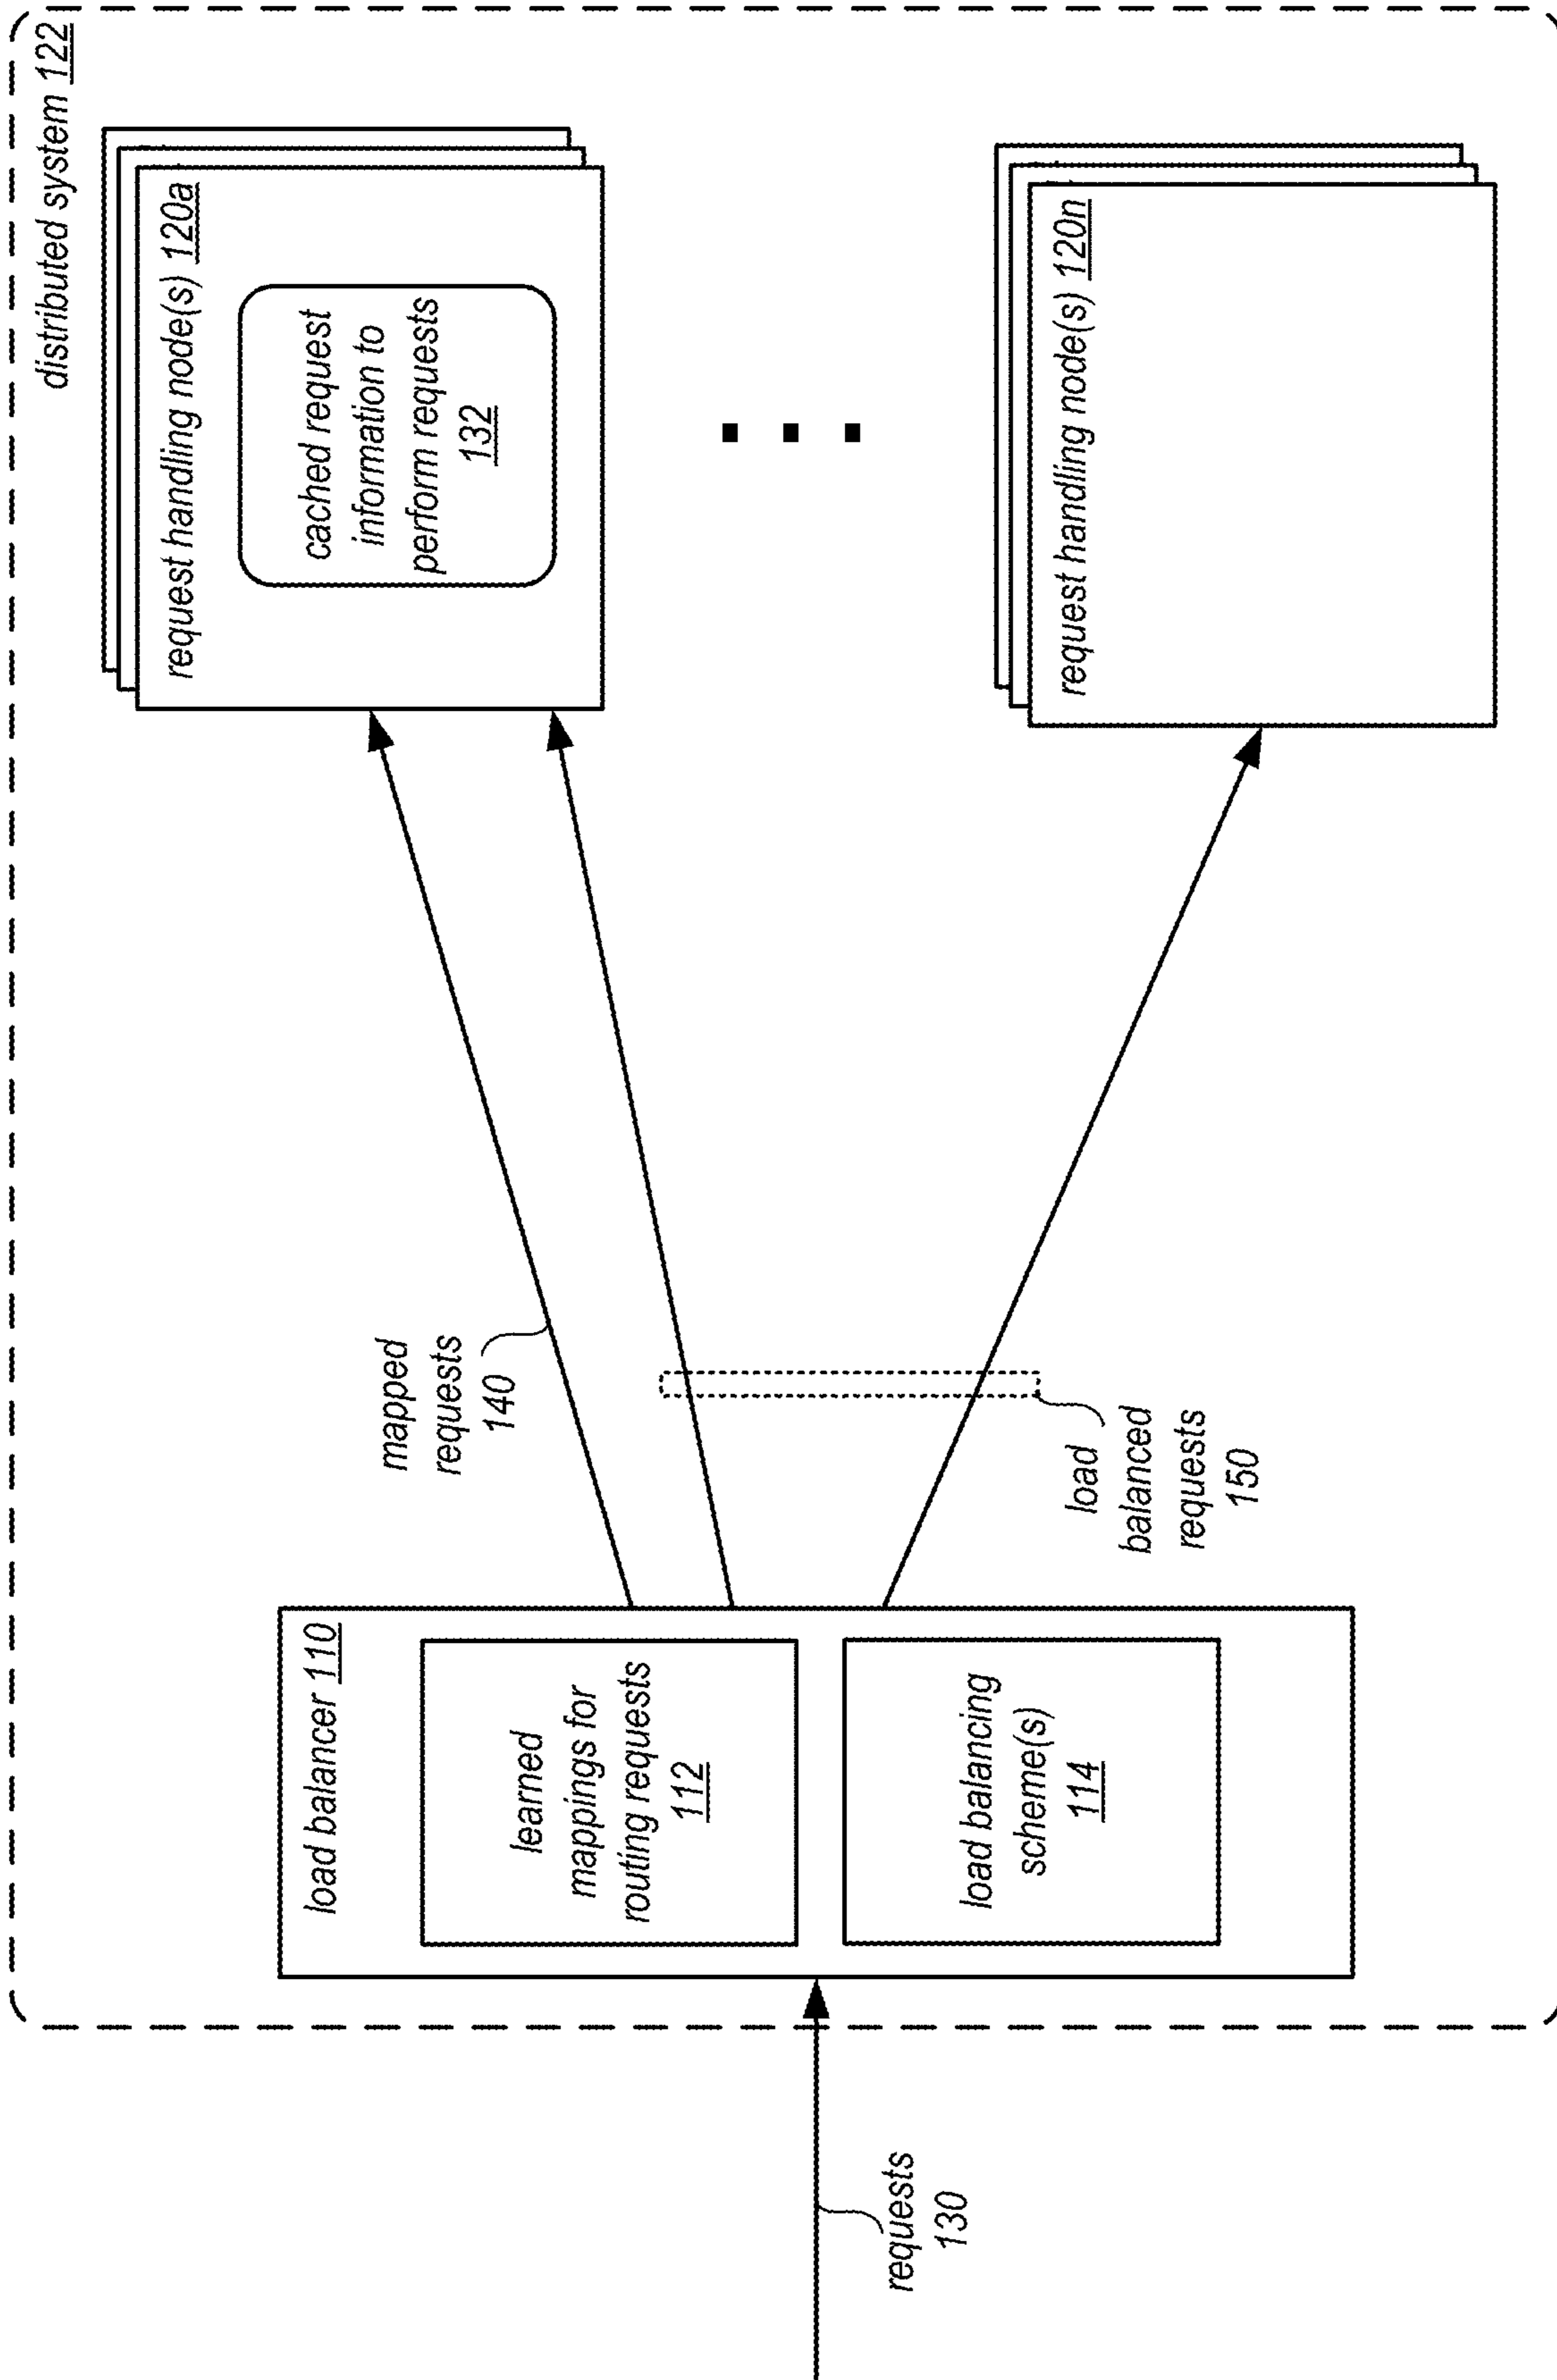 distributed system 122
load balancer 110
learned
mappings for
routing requests
112
load balancing
scheme(s)
114
requests
130
mapped
requests
140
load
balanced
requests
150
request handling node(s) 120a
cached request
information to
perform requests
132
request handling node(s) 120n